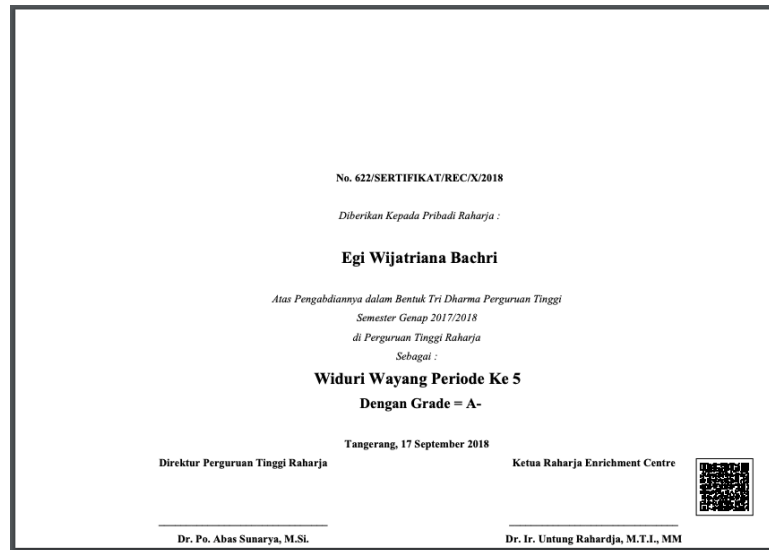 No. 622/SERTIFIKAT/REC/X/2018
Diberikan Kepada Pribadi Raharja :
Egi Wijatriana Bachri
Atas Pengabdiannya dalam Bentuk Tri Dharma Perguruan Tinggi
Semester Genap 2017/2018
di Perguruan Tinggi Raharja
Sebagai :
Widuri Wayang Periode Ke 5
Dengan Grade = A-
Tangerang, 17 September 2018
Direktur Perguruan Tinggi Raharja
Ketua Raharja Enrichment Centre
Dr. Po. Abas Sunarya, M.Si.
Dr. Ir. Untung Rahardja, M.T.I., MM